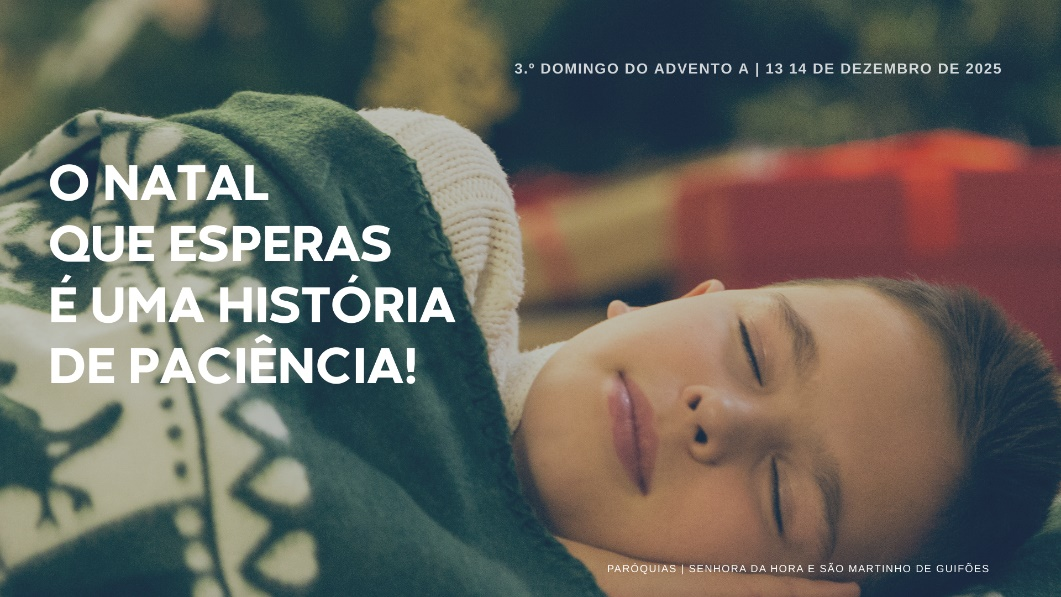 3.º DOMINGO DO ADVENTO A | 13 14 DE DEZEMBRO DE 2025
O NATAL
QUE ESPERAS
É UMA HISTÓRIA
DE PACIÊNCIA!
PARÓQUIAS | SENHORA DA HORA E SÃO MARTINHO DE GUIFÕES